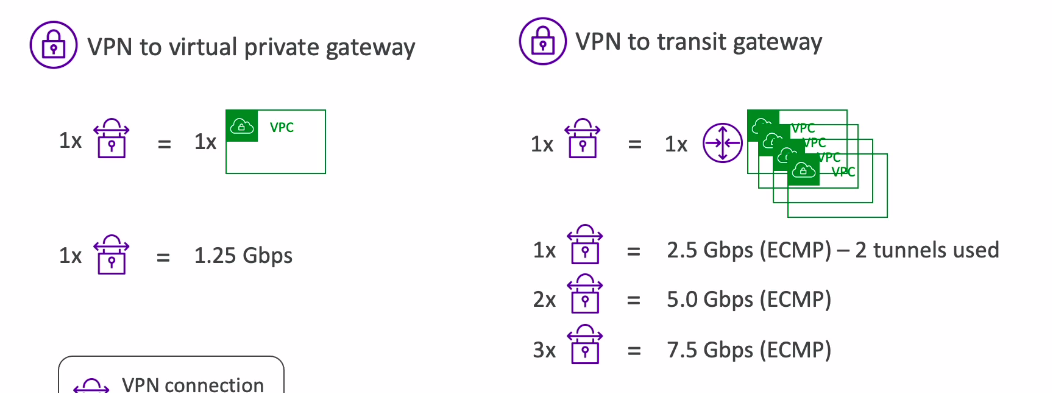 VPN to virtual private gateway
1x = 1x VPC
1x = 1.25 Gbps
VPN connection
VPN to transit gateway
1x = 1x VPC VPC VPC VPC
1x = 2.5 Gbps (ECMP) – 2 tunnels used
2x = 5.0 Gbps (ECMP)
3x = 7.5 Gbps (ECMP)